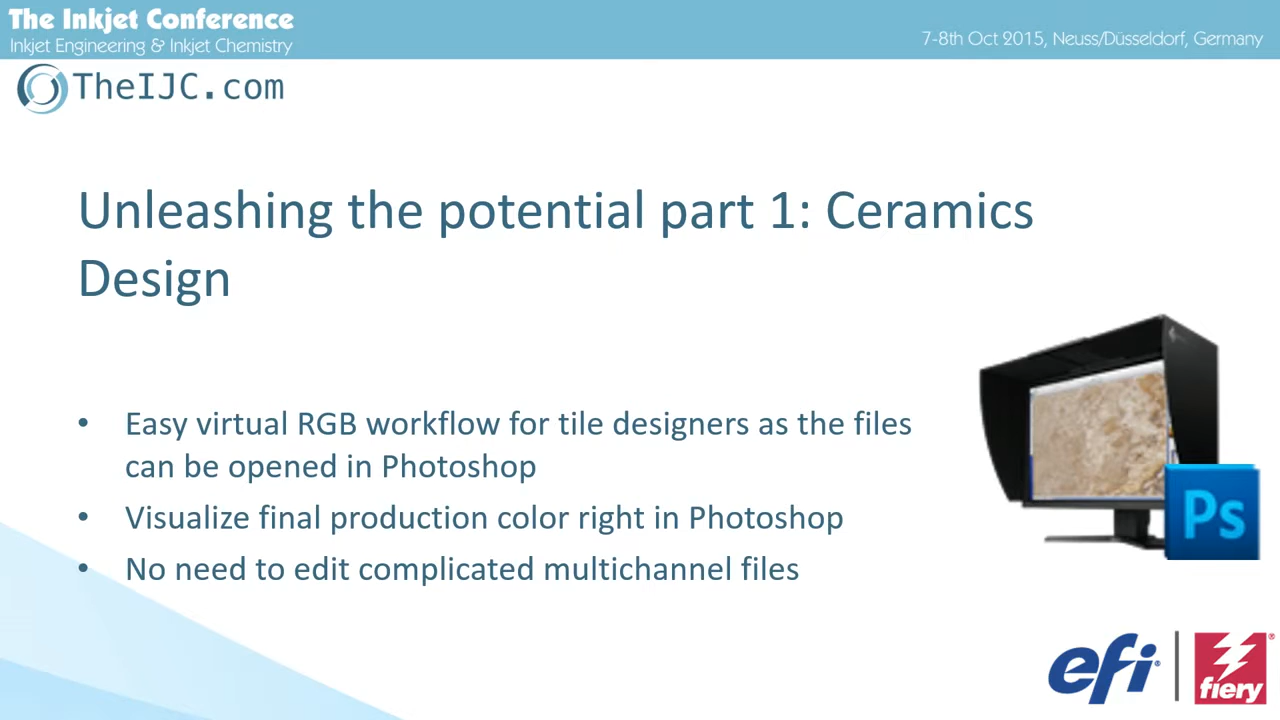 The Inkjet Conference
Inkjet Engineering & Inkjet Chemistry
7-8th Oct 2015, Neuss/Düsseldorf, Germany
TheIJC.com
Unleashing the potential part 1: Ceramics
Design
• Easy virtual RGB workflow for tile designers as the files
can be opened in Photoshop
• Visualize final production color right in Photoshop
• No need to edit complicated multichannel files
Ps
efi®
fiery®